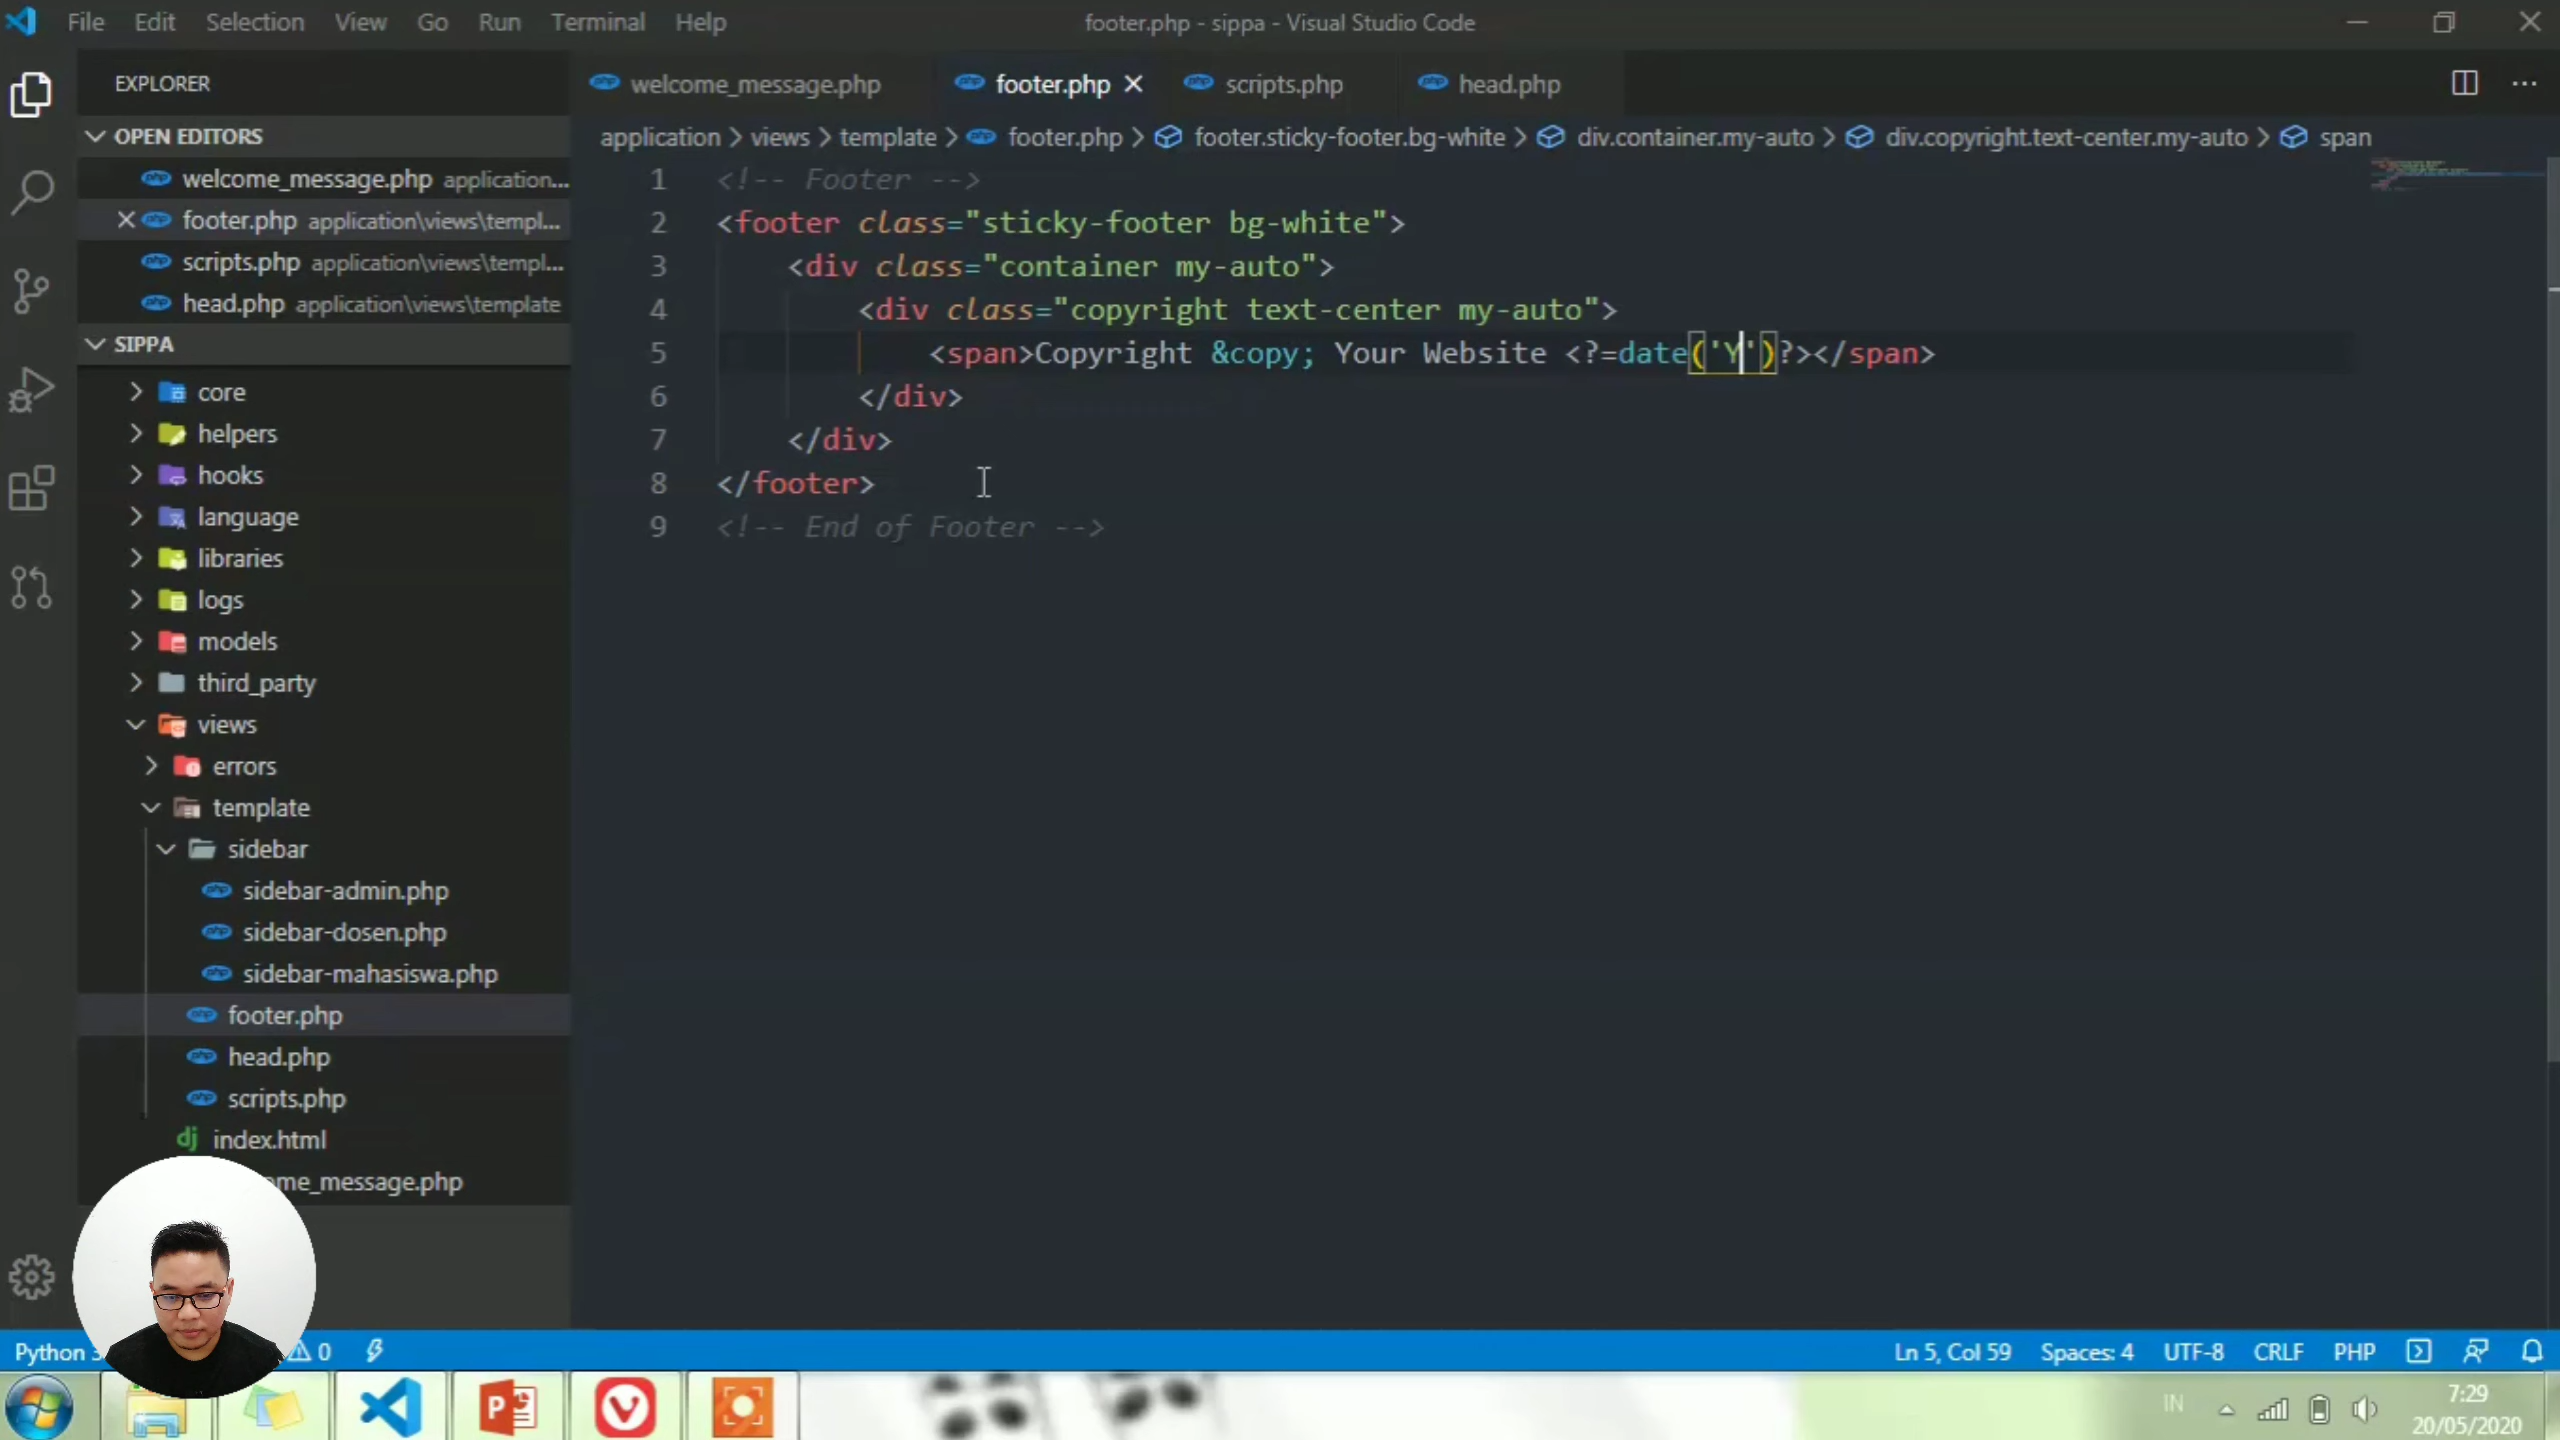 File Edit Selection View Go Run Terminal Help footer.php - sippa - Visual Studio Code
EXPLORER
OPEN EDITORS
welcome_message.php application...
footer.php application\views\templ...
scripts.php application\views\templ...
head.php application\views\template
SIPPA
core
helpers
hooks
language
libraries
logs
models
third_party
views
errors
template
sidebar
sidebar-admin.php
sidebar-dosen.php
sidebar-mahasiswa.php
footer.php
head.php
scripts.php
index.html
ome_message.php
welcome_message.php footer.php scripts.php head.php
application > views > template > footer.php > footer.sticky-footer.bg-white > div.container.my-auto > div.copyright.text-center.my-auto > span
1 <!-- Footer -->
2 <footer class="sticky-footer bg-white">
3 <div class="container my-auto">
4 <div class="copyright text-center my-auto">
5 <span>Copyright &copy; Your Website <?=date('Y')?></span>
6 </div>
7 </div>
8 </footer>
9 <!-- End of Footer -->
Python 0 Ln 5, Col 59 Spaces: 4 UTF-8 CRLF PHP
IN 7:29
20/05/2020